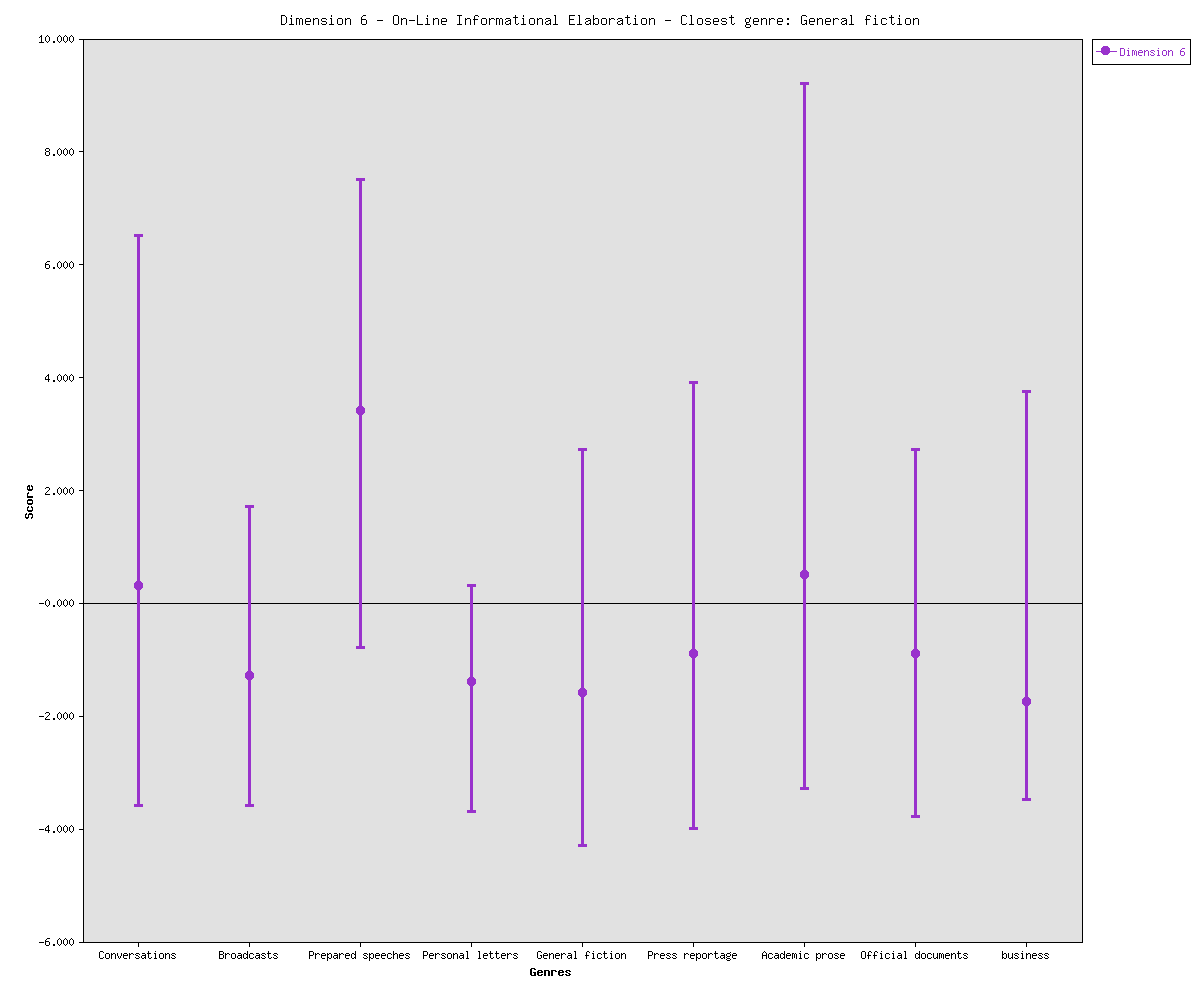 Dimension 6 - On-Line Informational Elaboration - Closest genre: General fiction
Dimension 6
10.000
8.000
6.000
4.000
2.000
-0.000
-2.000
-4.000
-6.000
Score
Conversations Broadcasts Prepared speeches Personal letters General fiction Press reportage Academic prose Official documents business
Genres